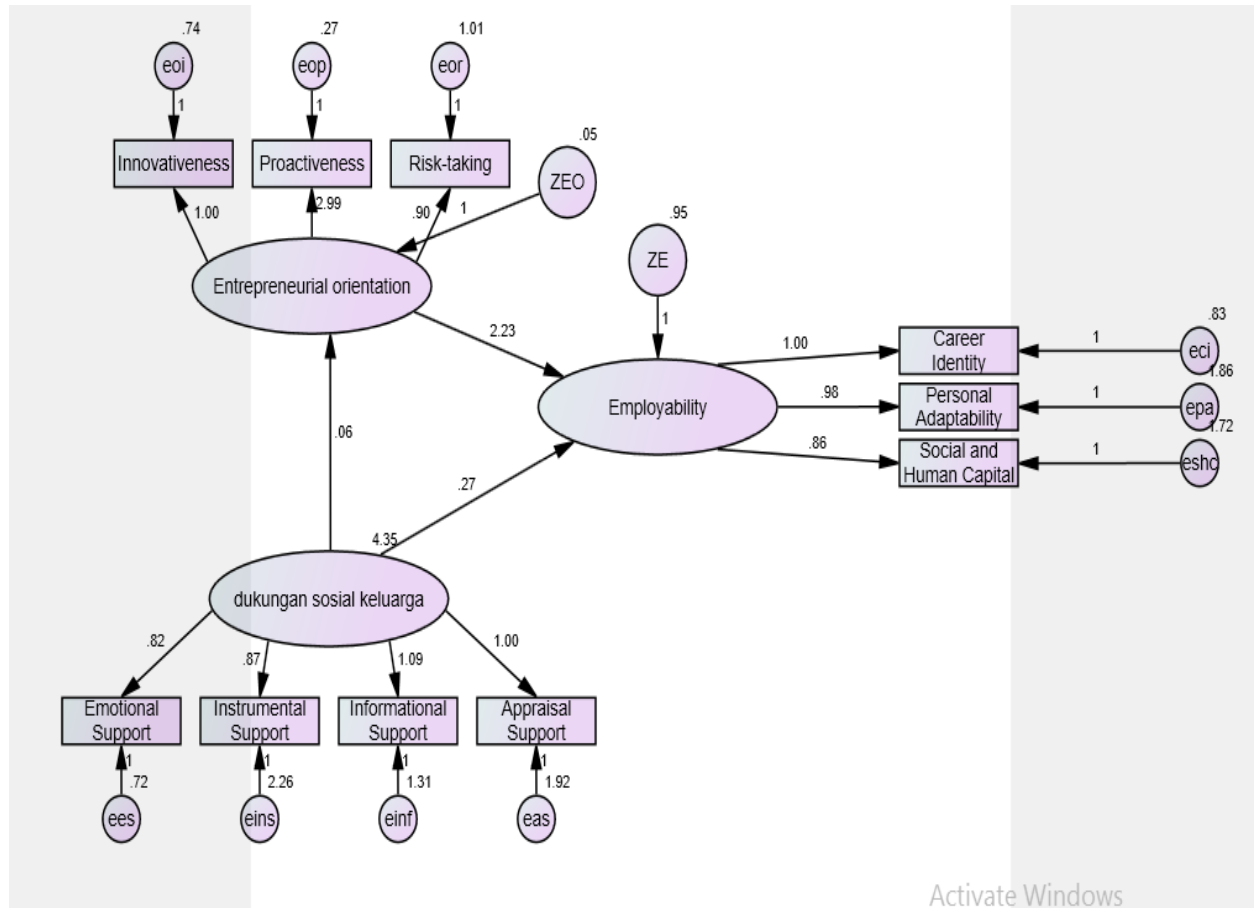 .74
.27
1.01
eoi
eop
eor
1
1
1
.05
Innovativeness
Proactiveness
Risk-taking
ZEO
1.00
2.99
.90
1
.95
ZE
Entrepreneurial orientation
2.23
1
.83
1.00
Career
Identity
1
eci
1.86
Employability
.98
Personal
Adaptability
1
epa
1.72
.86
Social and
Human Capital
1
eshc
.06
.27
4.35
dukungan sosial keluarga
.82
.87
1.09
1.00
Emotional
Support
Instrumental
Support
Informational
Support
Appraisal
Support
1
1
1
1
.72
2.26
1.31
1.92
ees
eins
einf
eas
Activate Windows